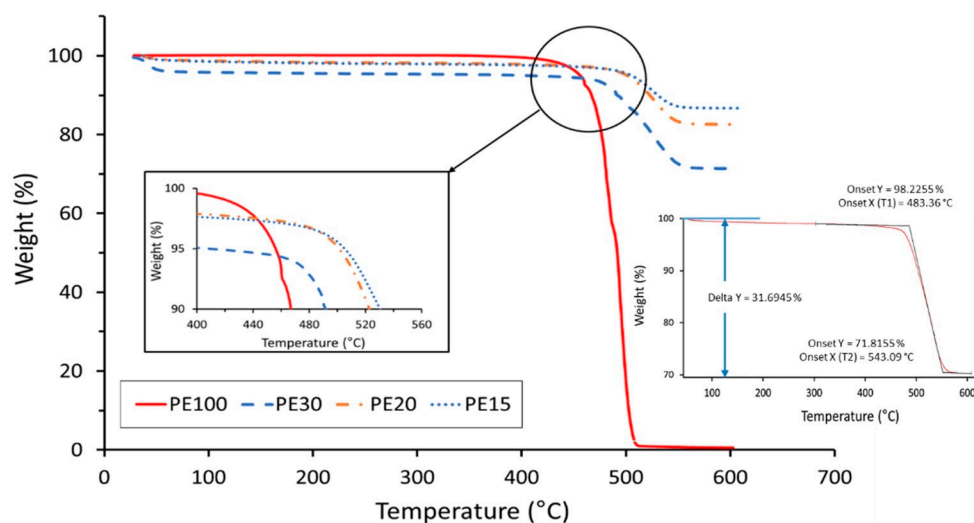 Weight (%)
100
80
60
40
20
0
0
100
200
300
400
500
600
700
Temperature (°C)
PE100
PE30
PE20
PE15
Weight (%)
100
95
90
400
440
480
520
560
Temperature (°C)
Onset Y = 98.2255%
Onset X (T1) = 483.36 °C
Weight (%)
100
90
80
70
Delta Y = 31.6945%
Onset Y = 71.8155%
Onset X (T2) = 543.09 °C
100
200
300
400
500
600
Temperature (°C)